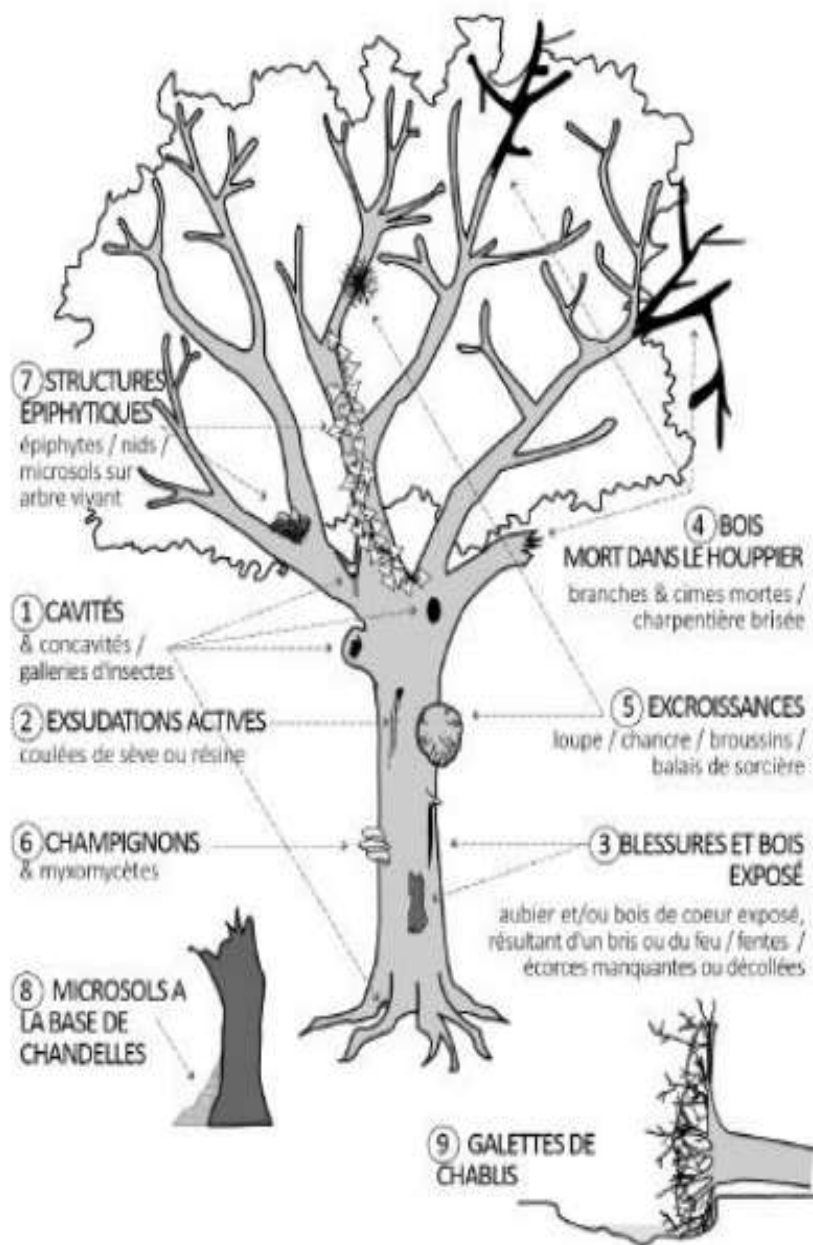 7 STRUCTURES
ÉPIPHYTIQUES
épiphytes / nids /
microsols sur
arbre vivant
4 BOIS
MORT DANS LE HOUPPIER
branches & cimes mortes /
charpentière brisée
1 CAVITÉS
& concavités /
galleries d'insectes
2 EXSUDATIONS ACTIVES
coulées de sève ou résine
5 EXCROISSANCES
loupe / chancre / broussins /
balais de sorcière
6 CHAMPIGNONS
& myxomycètes
3 BLESSURES ET BOIS
EXPOSÉ
aubier et/ou bois de coeur exposé,
résultant d'un bris ou du feu / fentes /
écorces manquantes ou décollées
8 MICROSOLS A
LA BASE DE
CHANDELLES
9 GALETTES DE
CHABLIS